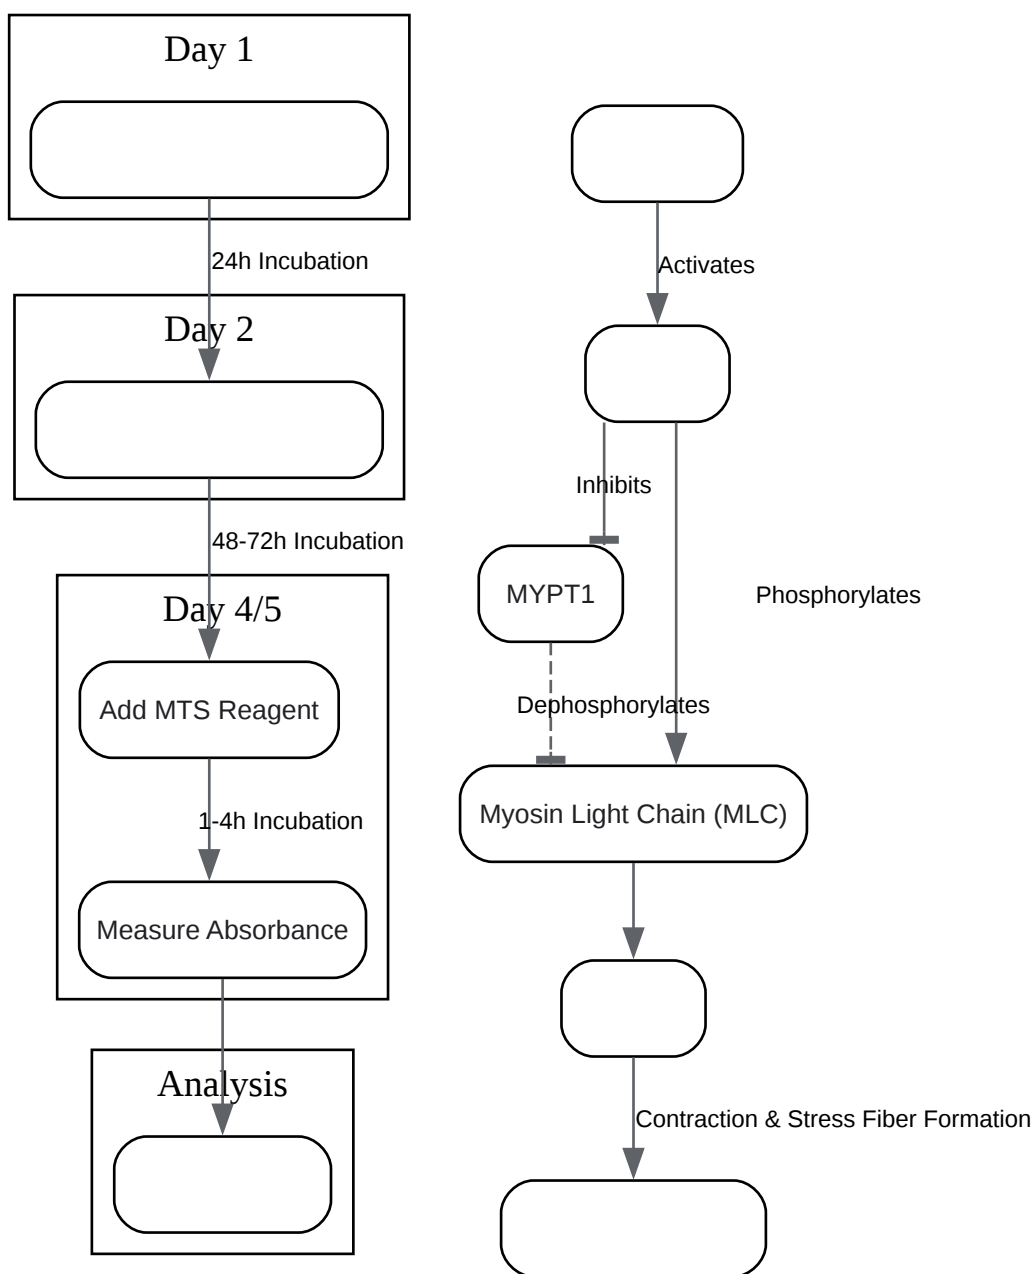 Day 1
24h Incubation
Day 2
48-72h Incubation
Day 4/5
Add MTS Reagent
1-4h Incubation
Measure Absorbance
Analysis
Activates
Inhibits
MYPT1
Phosphorylates
Dephosphorylates
Myosin Light Chain (MLC)
Contraction & Stress Fiber Formation